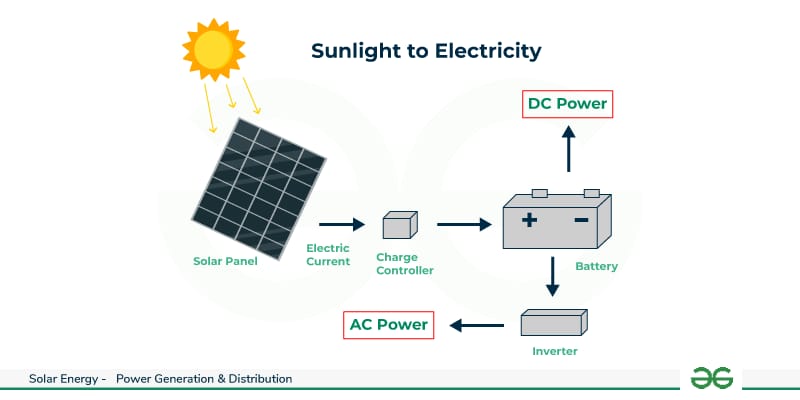 Sunlight to Electricity
DC Power
+ −
Solar Panel
Electric
Current
Charge
Controller
Battery
AC Power
Inverter
Solar Energy - Power Generation & Distribution